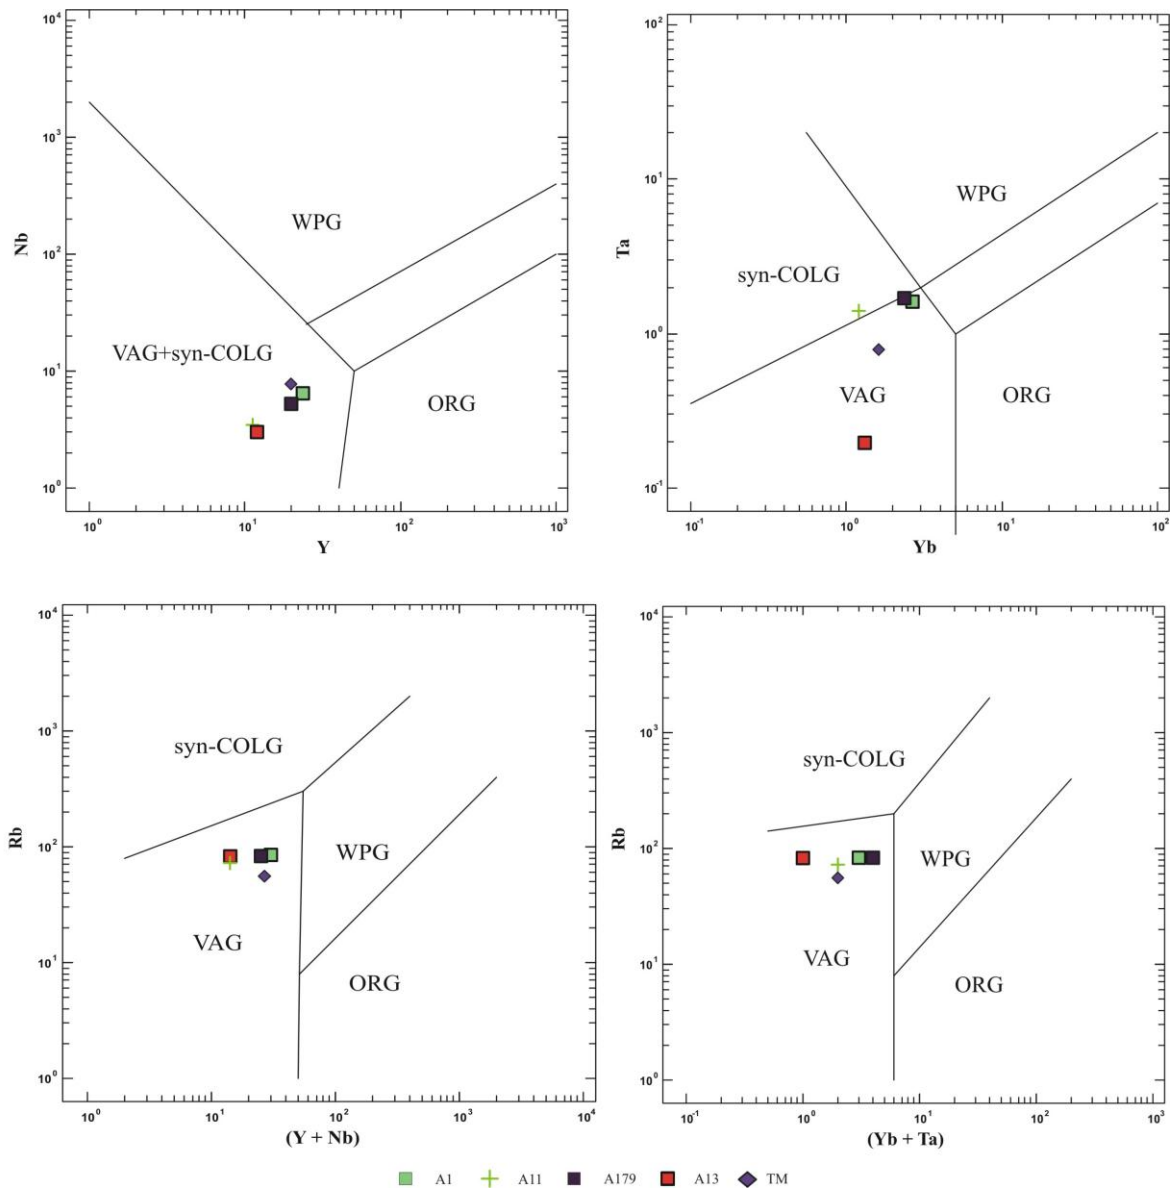 10⁴
10³
10²
10¹
10⁰
Nb
WPG
VAG+syn-COLG
ORG
10⁰ 10¹ 10² 10³
Y
10²
10¹
10⁰
10⁻¹
Ta
WPG
syn-COLG
VAG
ORG
10⁻¹ 10⁰ 10¹ 10²
Yb
10⁴
10³
10²
10¹
10⁰
Rb
syn-COLG
WPG
VAG
ORG
10⁰ 10¹ 10² 10³ 10⁴
(Y + Nb)
10⁴
10³
10²
10¹
10⁰
Rb
syn-COLG
WPG
VAG
ORG
10⁻¹ 10⁰ 10¹ 10² 10³
(Yb + Ta)
A1 A11 A179 A13 TM